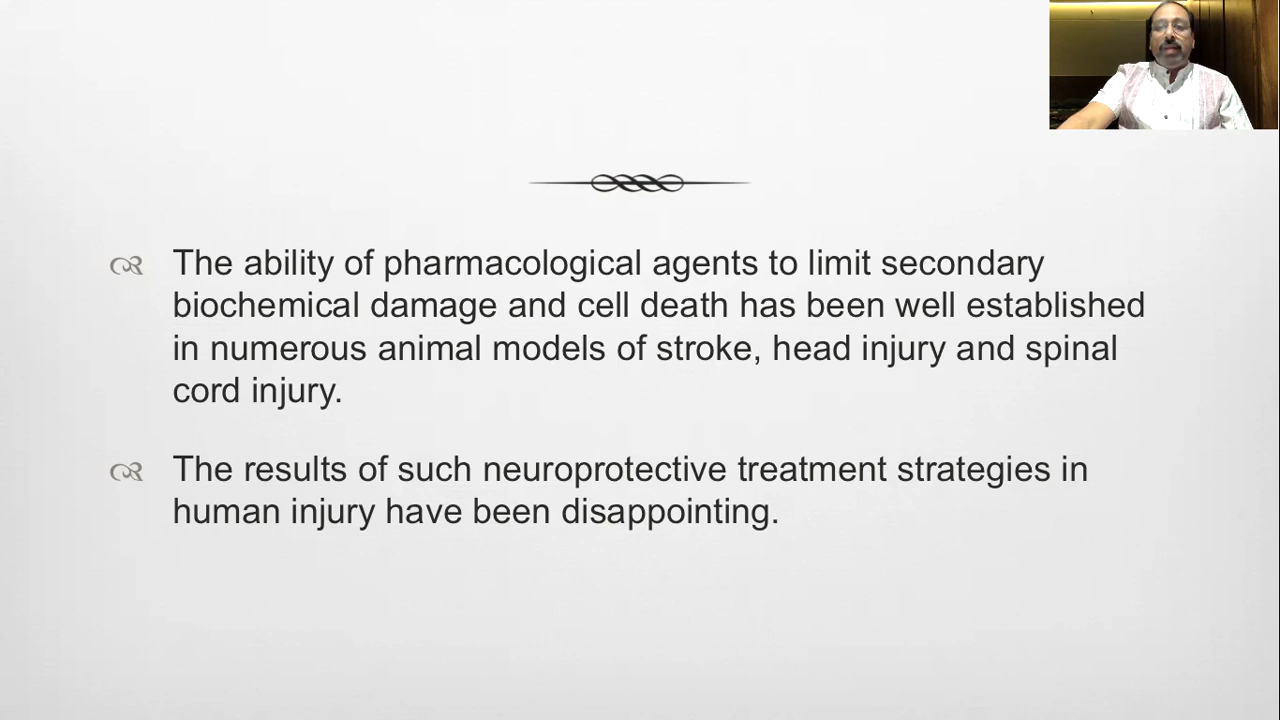 The ability of pharmacological agents to limit secondary
biochemical damage and cell death has been well established
in numerous animal models of stroke, head injury and spinal
cord injury.
The results of such neuroprotective treatment strategies in
human injury have been disappointing.